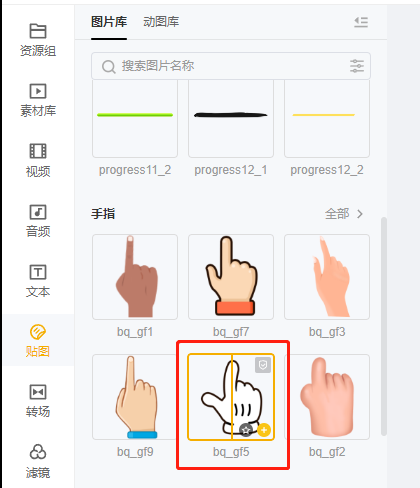 图片库 动图库
资源组
搜索图片名称
素材库
progress11_2 progress12_1 progress12_2
视频
手指 全部
音频
文本
bq_gf1 bq_gf7 bq_gf3
贴图
转场
bq_gf9 bq_gf5 bq_gf2
滤镜